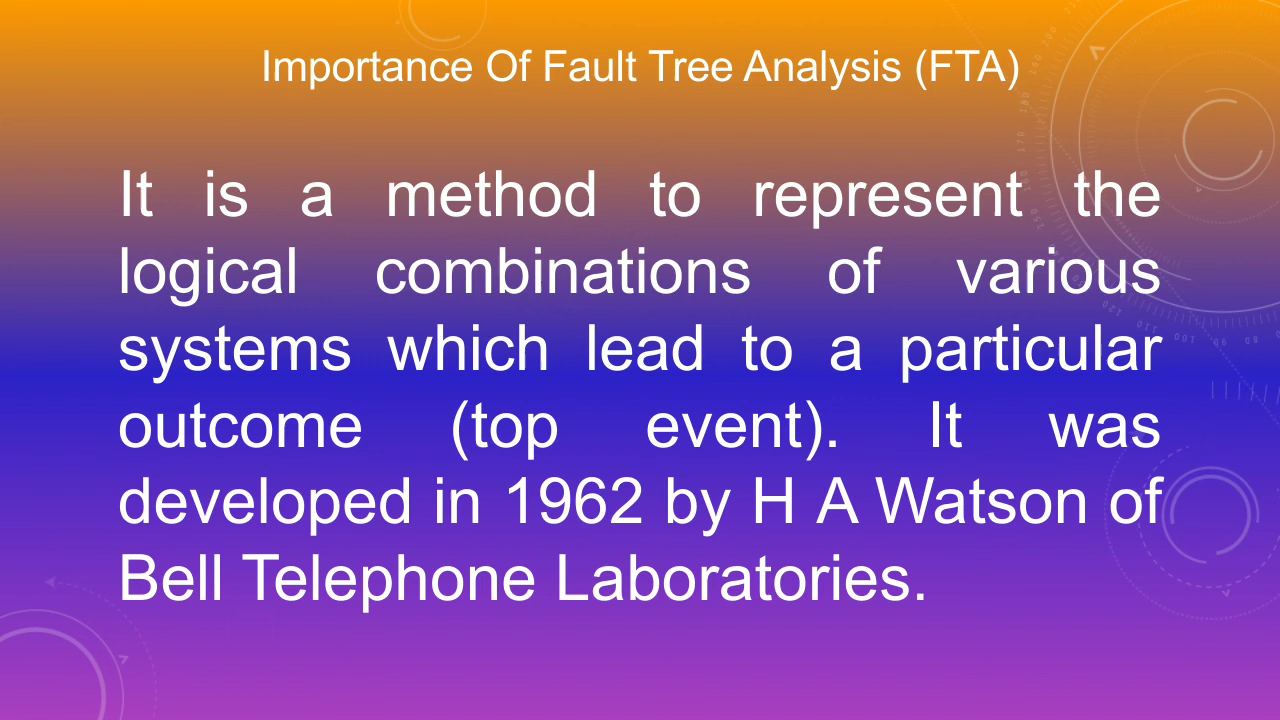 Importance Of Fault Tree Analysis (FTA)
It is a method to represent the
logical combinations of various
systems which lead to a particular
outcome (top event). It was
developed in 1962 by H A Watson of
Bell Telephone Laboratories.